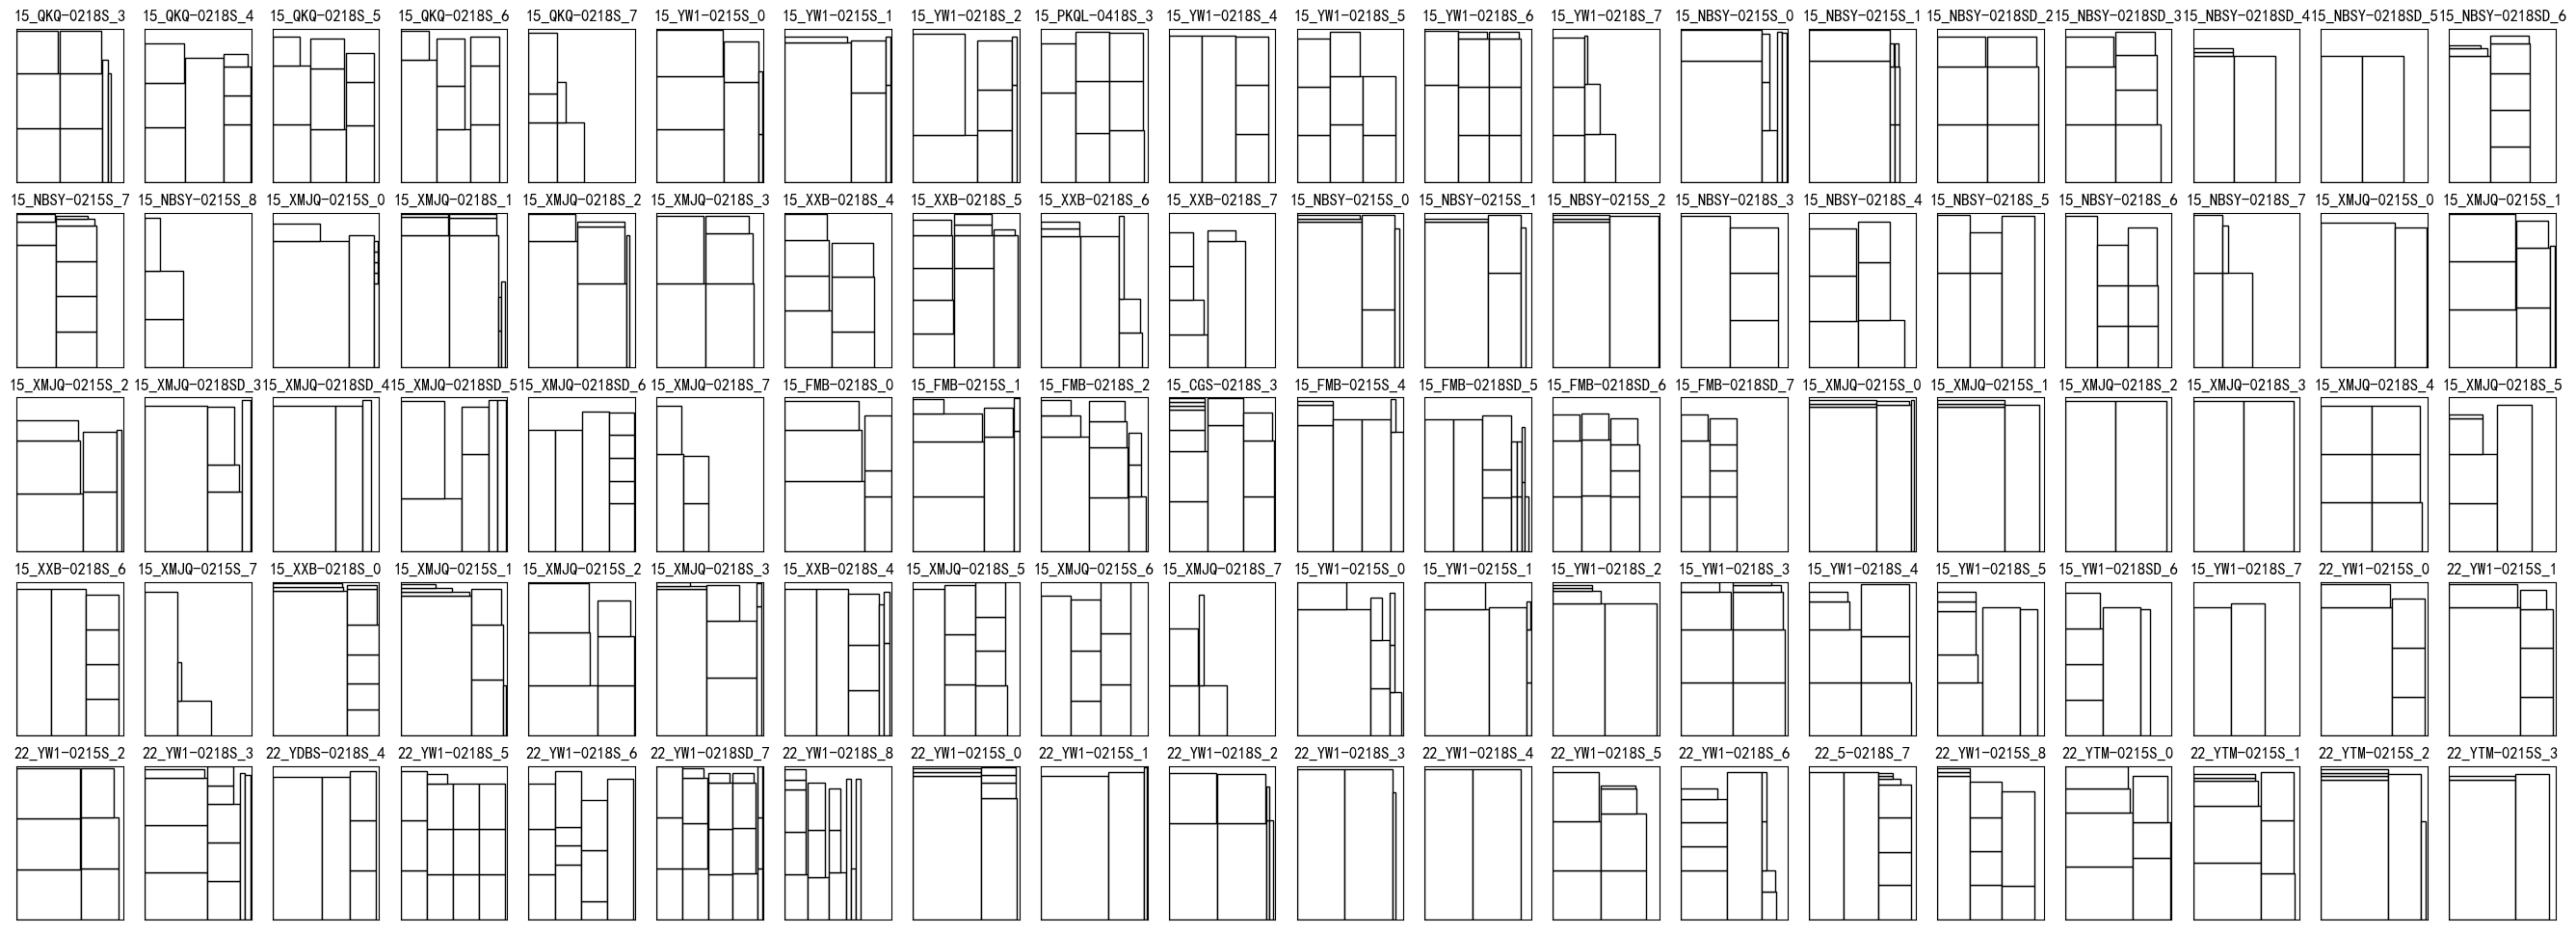 15_QKQ-0218S_3 15_QKQ-0218S_4 15_QKQ-0218S_5 15_QKQ-0218S_6 15_QKQ-0218S_7 15_YW1-0215S_0 15_YW1-0215S_1 15_YW1-0218S_2 15_PKQL-0418S_3 15_YW1-0218S_4 15_YW1-0218S_5 15_YW1-0218S_6 15_YW1-0218S_7 15_NBSY-0215S_0 15_NBSY-0215S_1 15_NBSY-0218SD_2 15_NBSY-0218SD_3 15_NBSY-0218SD_4 15_NBSY-0218SD_5 15_NBSY-0218SD_6
15_NBSY-0215S_7 15_NBSY-0215S_8 15_XMJQ-0215S_0 15_XMJQ-0218S_1 15_XMJQ-0218S_2 15_XMJQ-0218S_3 15_XXB-0218S_4 15_XXB-0218S_5 15_XXB-0218S_6 15_XXB-0218S_7 15_NBSY-0215S_0 15_NBSY-0215S_1 15_NBSY-0215S_2 15_NBSY-0218S_3 15_NBSY-0218S_4 15_NBSY-0218S_5 15_NBSY-0218S_6 15_NBSY-0218S_7 15_XMJQ-0215S_0 15_XMJQ-0215S_1
15_XMJQ-0215S_2 15_XMJQ-0218SD_3 15_XMJQ-0218SD_4 15_XMJQ-0218SD_5 15_XMJQ-0218SD_6 15_XMJQ-0218S_7 15_FMB-0218S_0 15_FMB-0215S_1 15_FMB-0218S_2 15_CGS-0218S_3 15_FMB-0215S_4 15_FMB-0218SD_5 15_FMB-0218SD_6 15_FMB-0218SD_7 15_XMJQ-0215S_0 15_XMJQ-0215S_1 15_XMJQ-0218S_2 15_XMJQ-0218S_3 15_XMJQ-0218S_4 15_XMJQ-0218S_5
15_XXB-0218S_6 15_XMJQ-0215S_7 15_XXB-0218S_0 15_XMJQ-0215S_1 15_XMJQ-0215S_2 15_XMJQ-0218S_3 15_XXB-0218S_4 15_XMJQ-0218S_5 15_XMJQ-0215S_6 15_XMJQ-0218S_7 15_YW1-0215S_0 15_YW1-0215S_1 15_YW1-0218S_2 15_YW1-0218S_3 15_YW1-0218S_4 15_YW1-0218S_5 15_YW1-0218SD_6 15_YW1-0218S_7 22_YW1-0215S_0 22_YW1-0215S_1
22_YW1-0215S_2 22_YW1-0218S_3 22_YDBS-0218S_4 22_YW1-0218S_5 22_YW1-0218S_6 22_YW1-0218SD_7 22_YW1-0218S_8 22_YW1-0215S_0 22_YW1-0215S_1 22_YW1-0218S_2 22_YW1-0218S_3 22_YW1-0218S_4 22_YW1-0218S_5 22_YW1-0218S_6 22_5-0218S_7 22_YW1-0215S_8 22_YTM-0215S_0 22_YTM-0215S_1 22_YTM-0215S_2 22_YTM-0215S_3